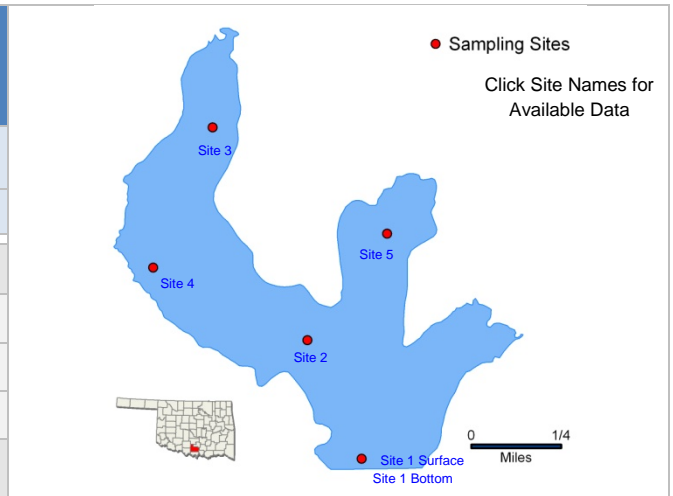 Sampling Sites
Click Site Names for
Available Data
Site 3
Site 5
Site 4
Site 2
0 1/4
Miles
Site 1 Surface
Site 1 Bottom